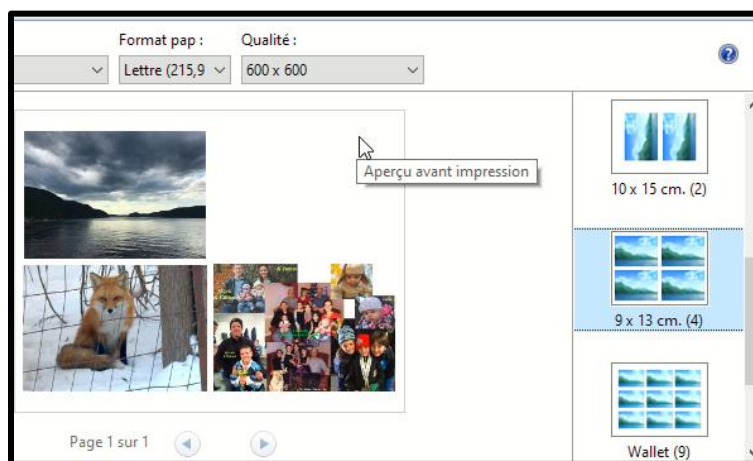 Format pap :
Qualité :
Lettre (215,9
600 x 600
Aperçu avant impression
10 x 15 cm. (2)
9 x 13 cm. (4)
Page 1 sur 1
Wallet (9)